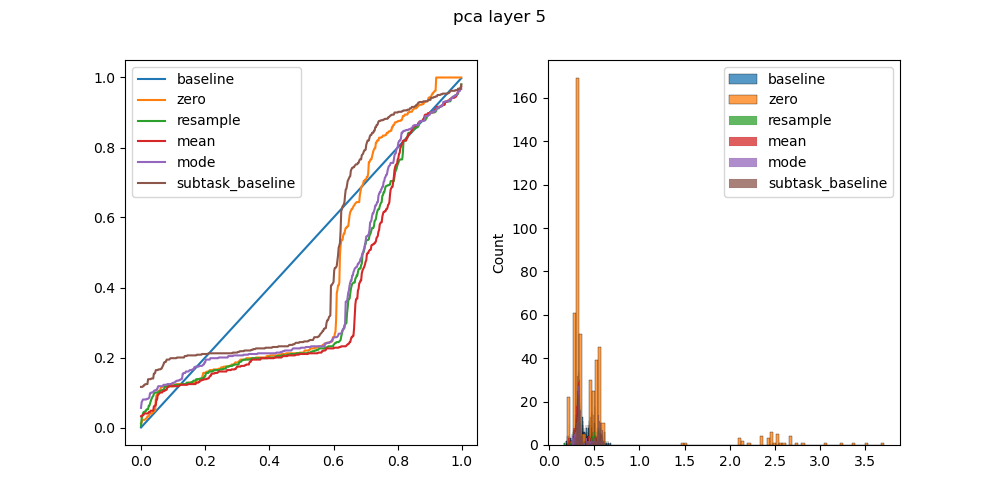 pca layer 5
1.0
0.8
0.6
0.4
0.2
0.0
0.0 0.2 0.4 0.6 0.8 1.0
baseline
zero
resample
mean
mode
subtask_baseline
Count
160
140
120
100
80
60
40
20
0
0.0 0.5 1.0 1.5 2.0 2.5 3.0 3.5
baseline
zero
resample
mean
mode
subtask_baseline